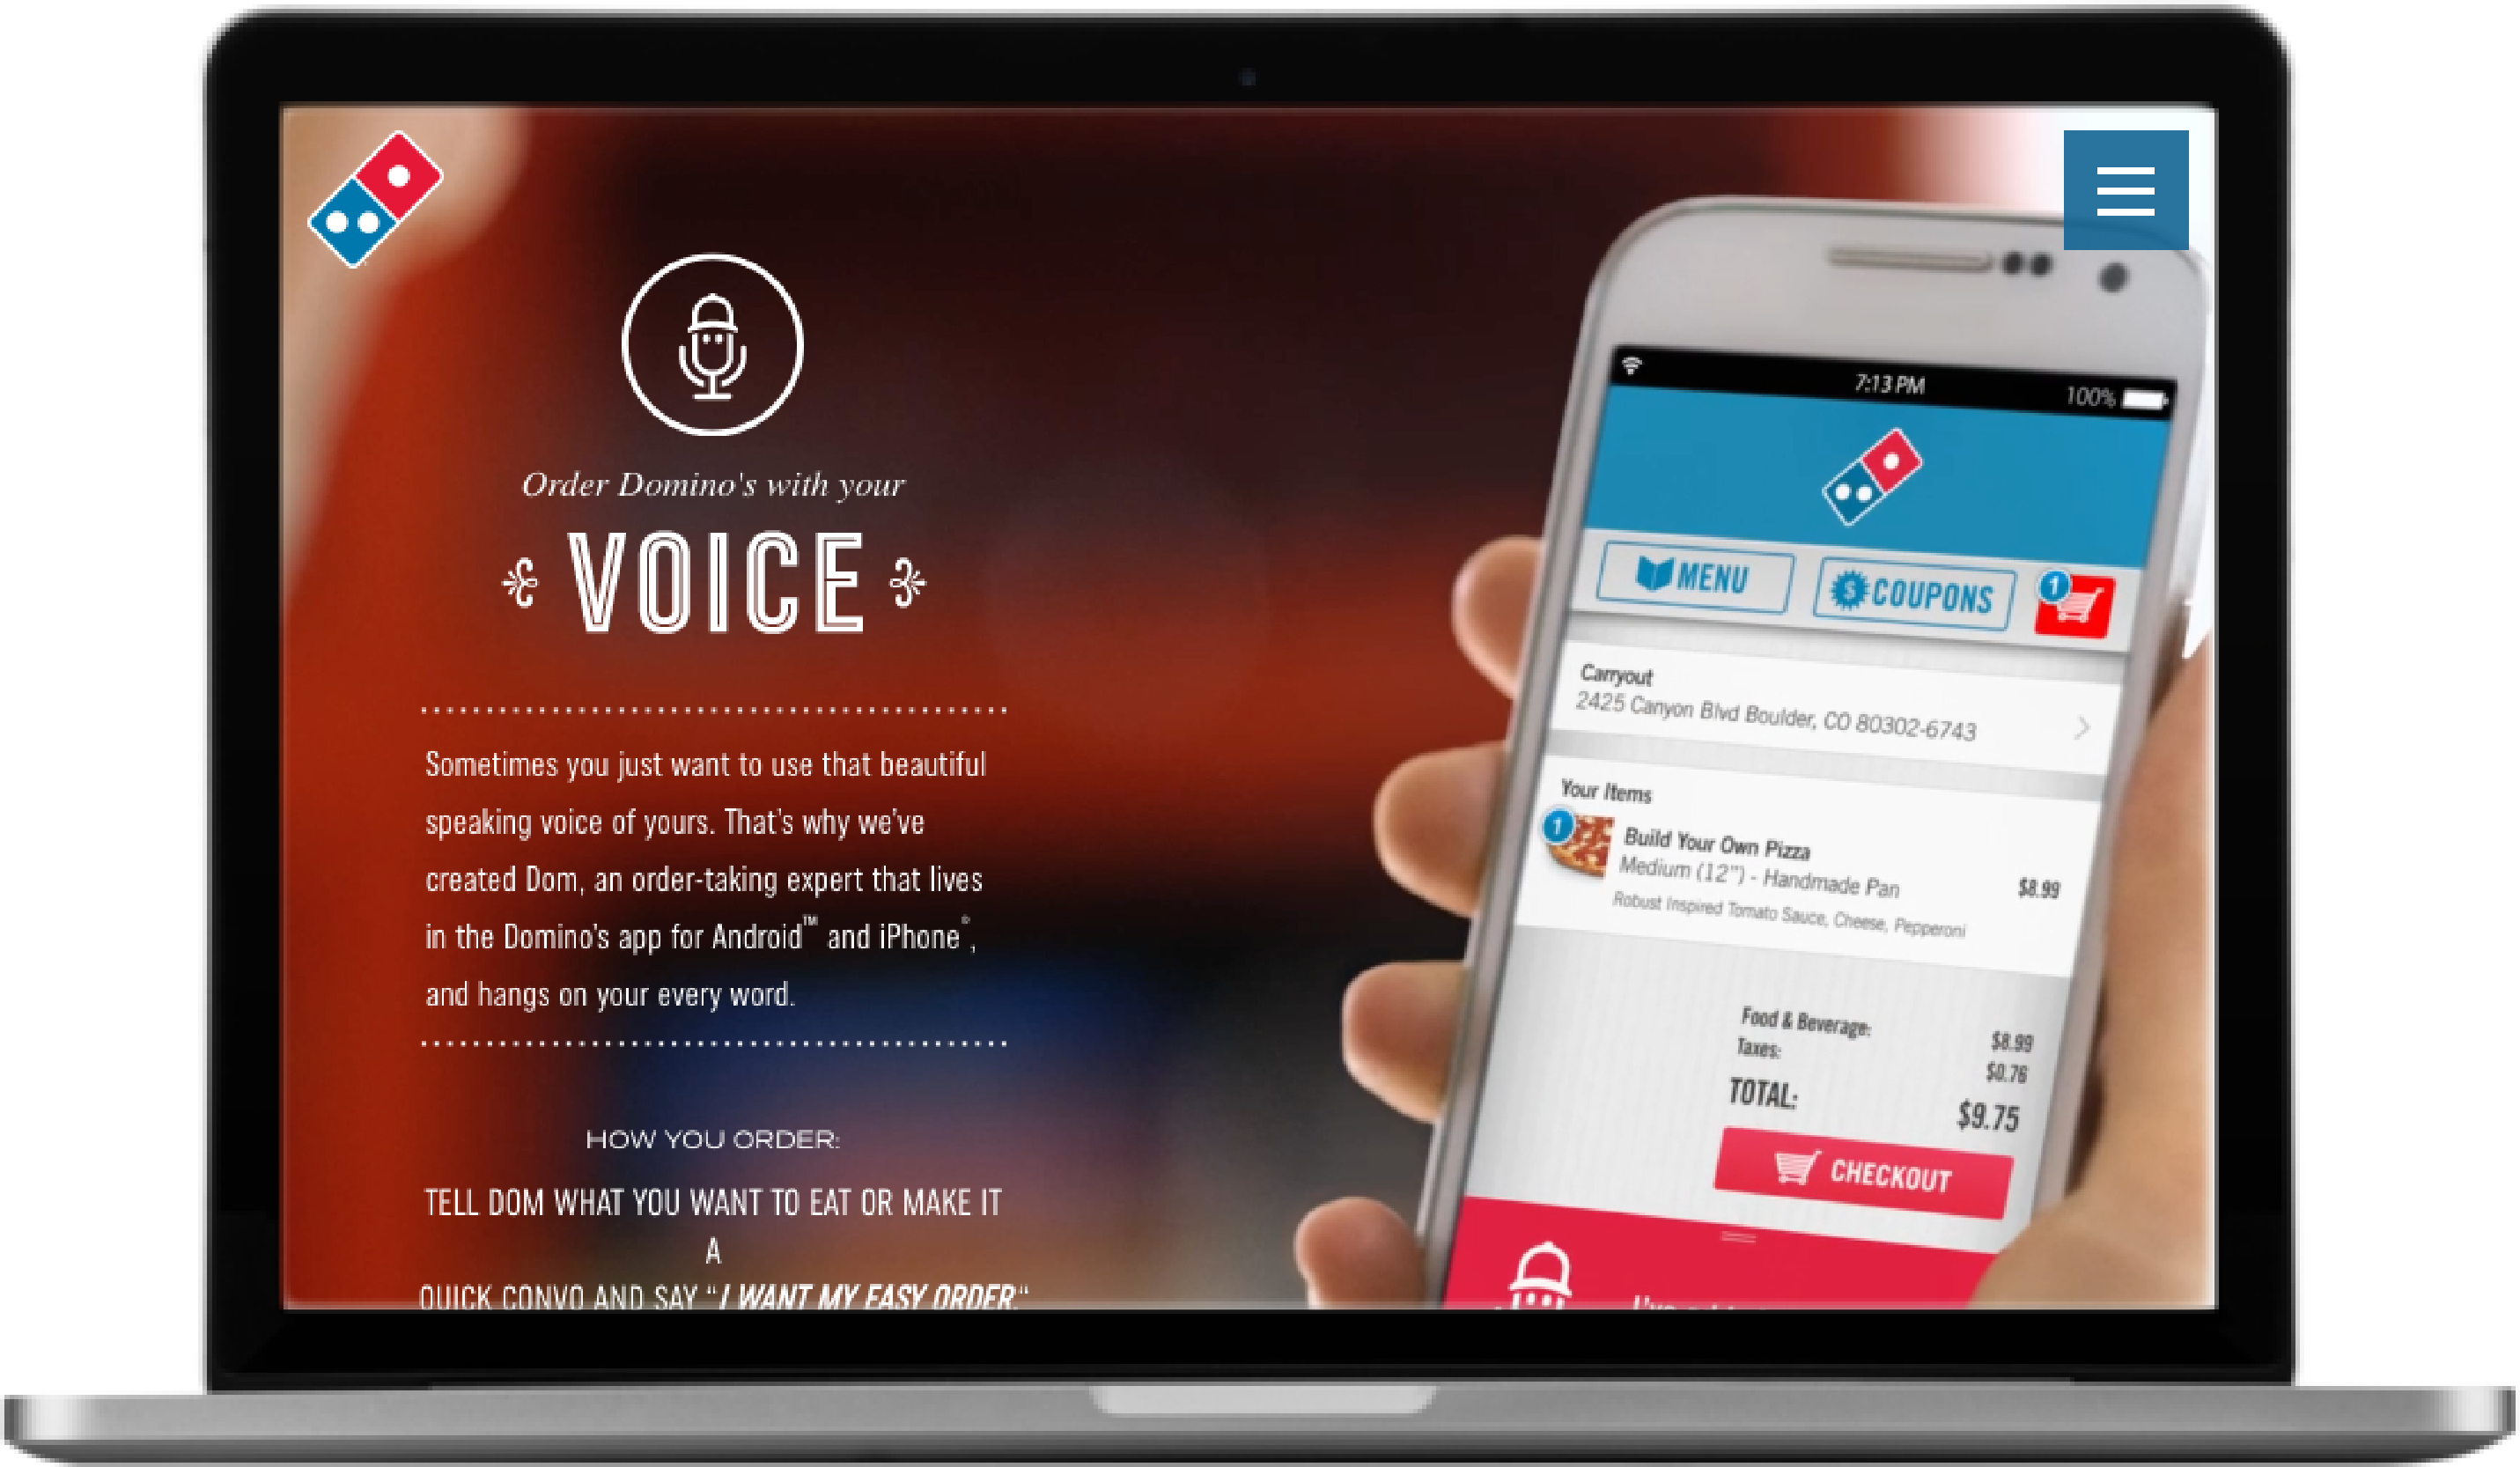 Order Domino's with your
VOICE
Sometimes you just want to use that beautiful
speaking voice of yours. That's why we've
created Dom, an order-taking expert that lives
in the Domino's app for Android™ and iPhone®,
and hangs on your every word.
HOW YOU ORDER:
TELL DOM WHAT YOU WANT TO EAT OR MAKE IT
A
QUICK CONVO AND SAY “I WANT MY EASY ORDER.“
7:13 PM
100%
MENU
COUPONS
1
Carryout
2425 Canyon Blvd Boulder, CO 80302-6743
Your Items
1
Build Your Own Pizza
Medium (12") - Handmade Pan
$8.99
Robust Inspired Tomato Sauce, Cheese, Pepperoni
Food & Beverage: $8.99
Taxes: $0.76
TOTAL: $9.75
CHECKOUT